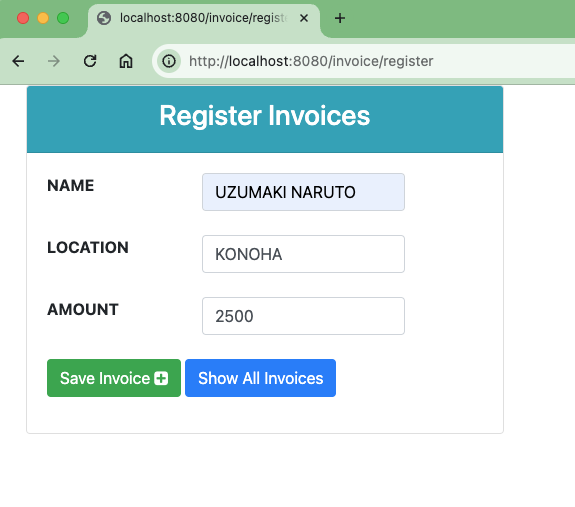 localhost:8080/invoice/regist
http://localhost:8080/invoice/register
Register Invoices
NAME
UZUMAKI NARUTO
LOCATION
KONOHA
AMOUNT
2500
Save Invoice
Show All Invoices